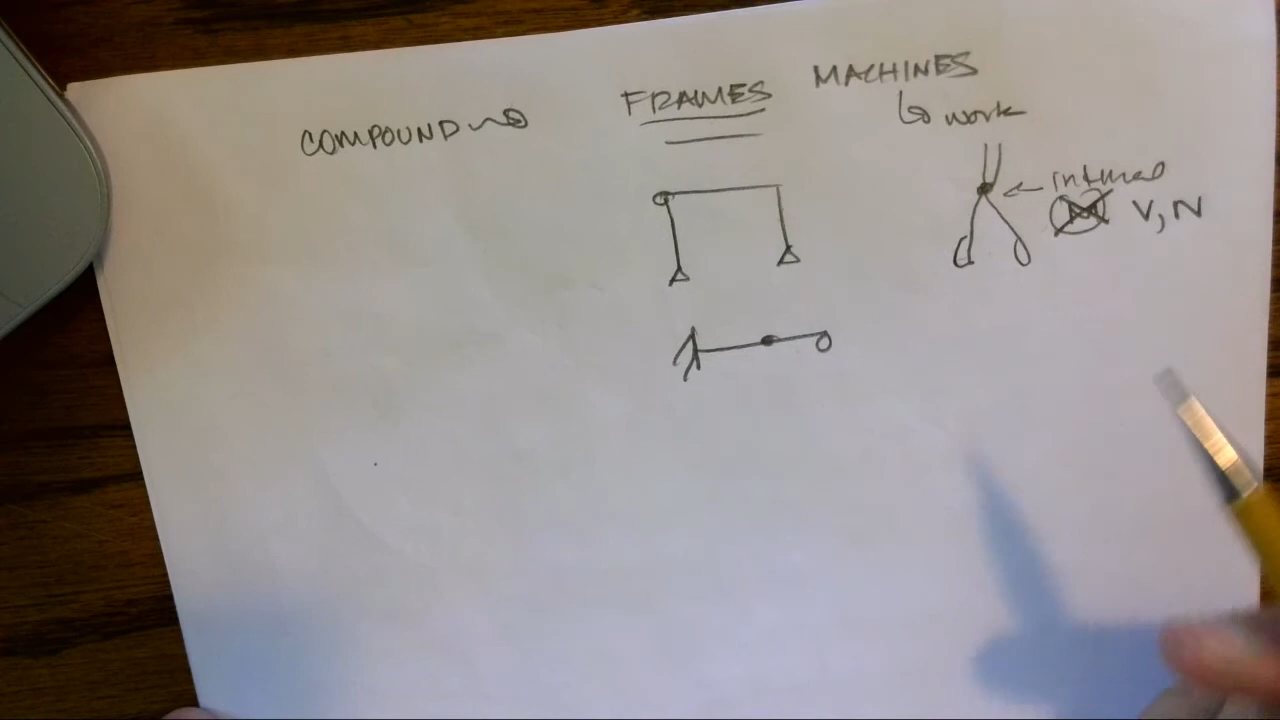 COMPOUND
FRAMES
MACHINES
work
internal
M V, N